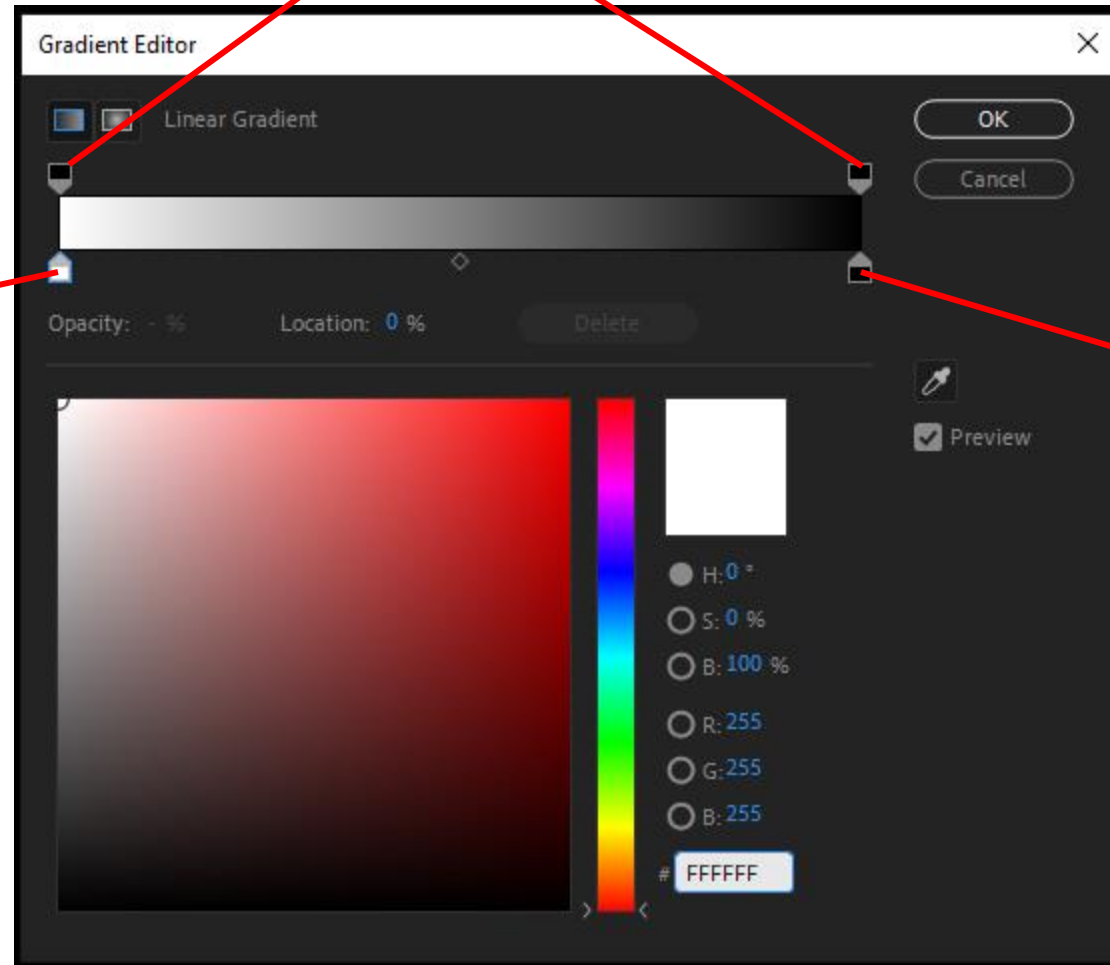 Gradient Editor
Linear Gradient
OK
Cancel
Opacity: - %
Location: 0 %
Delete
Preview
H: 0 °
S: 0 %
B: 100 %
R: 255
G: 255
B: 255
# FFFFFF